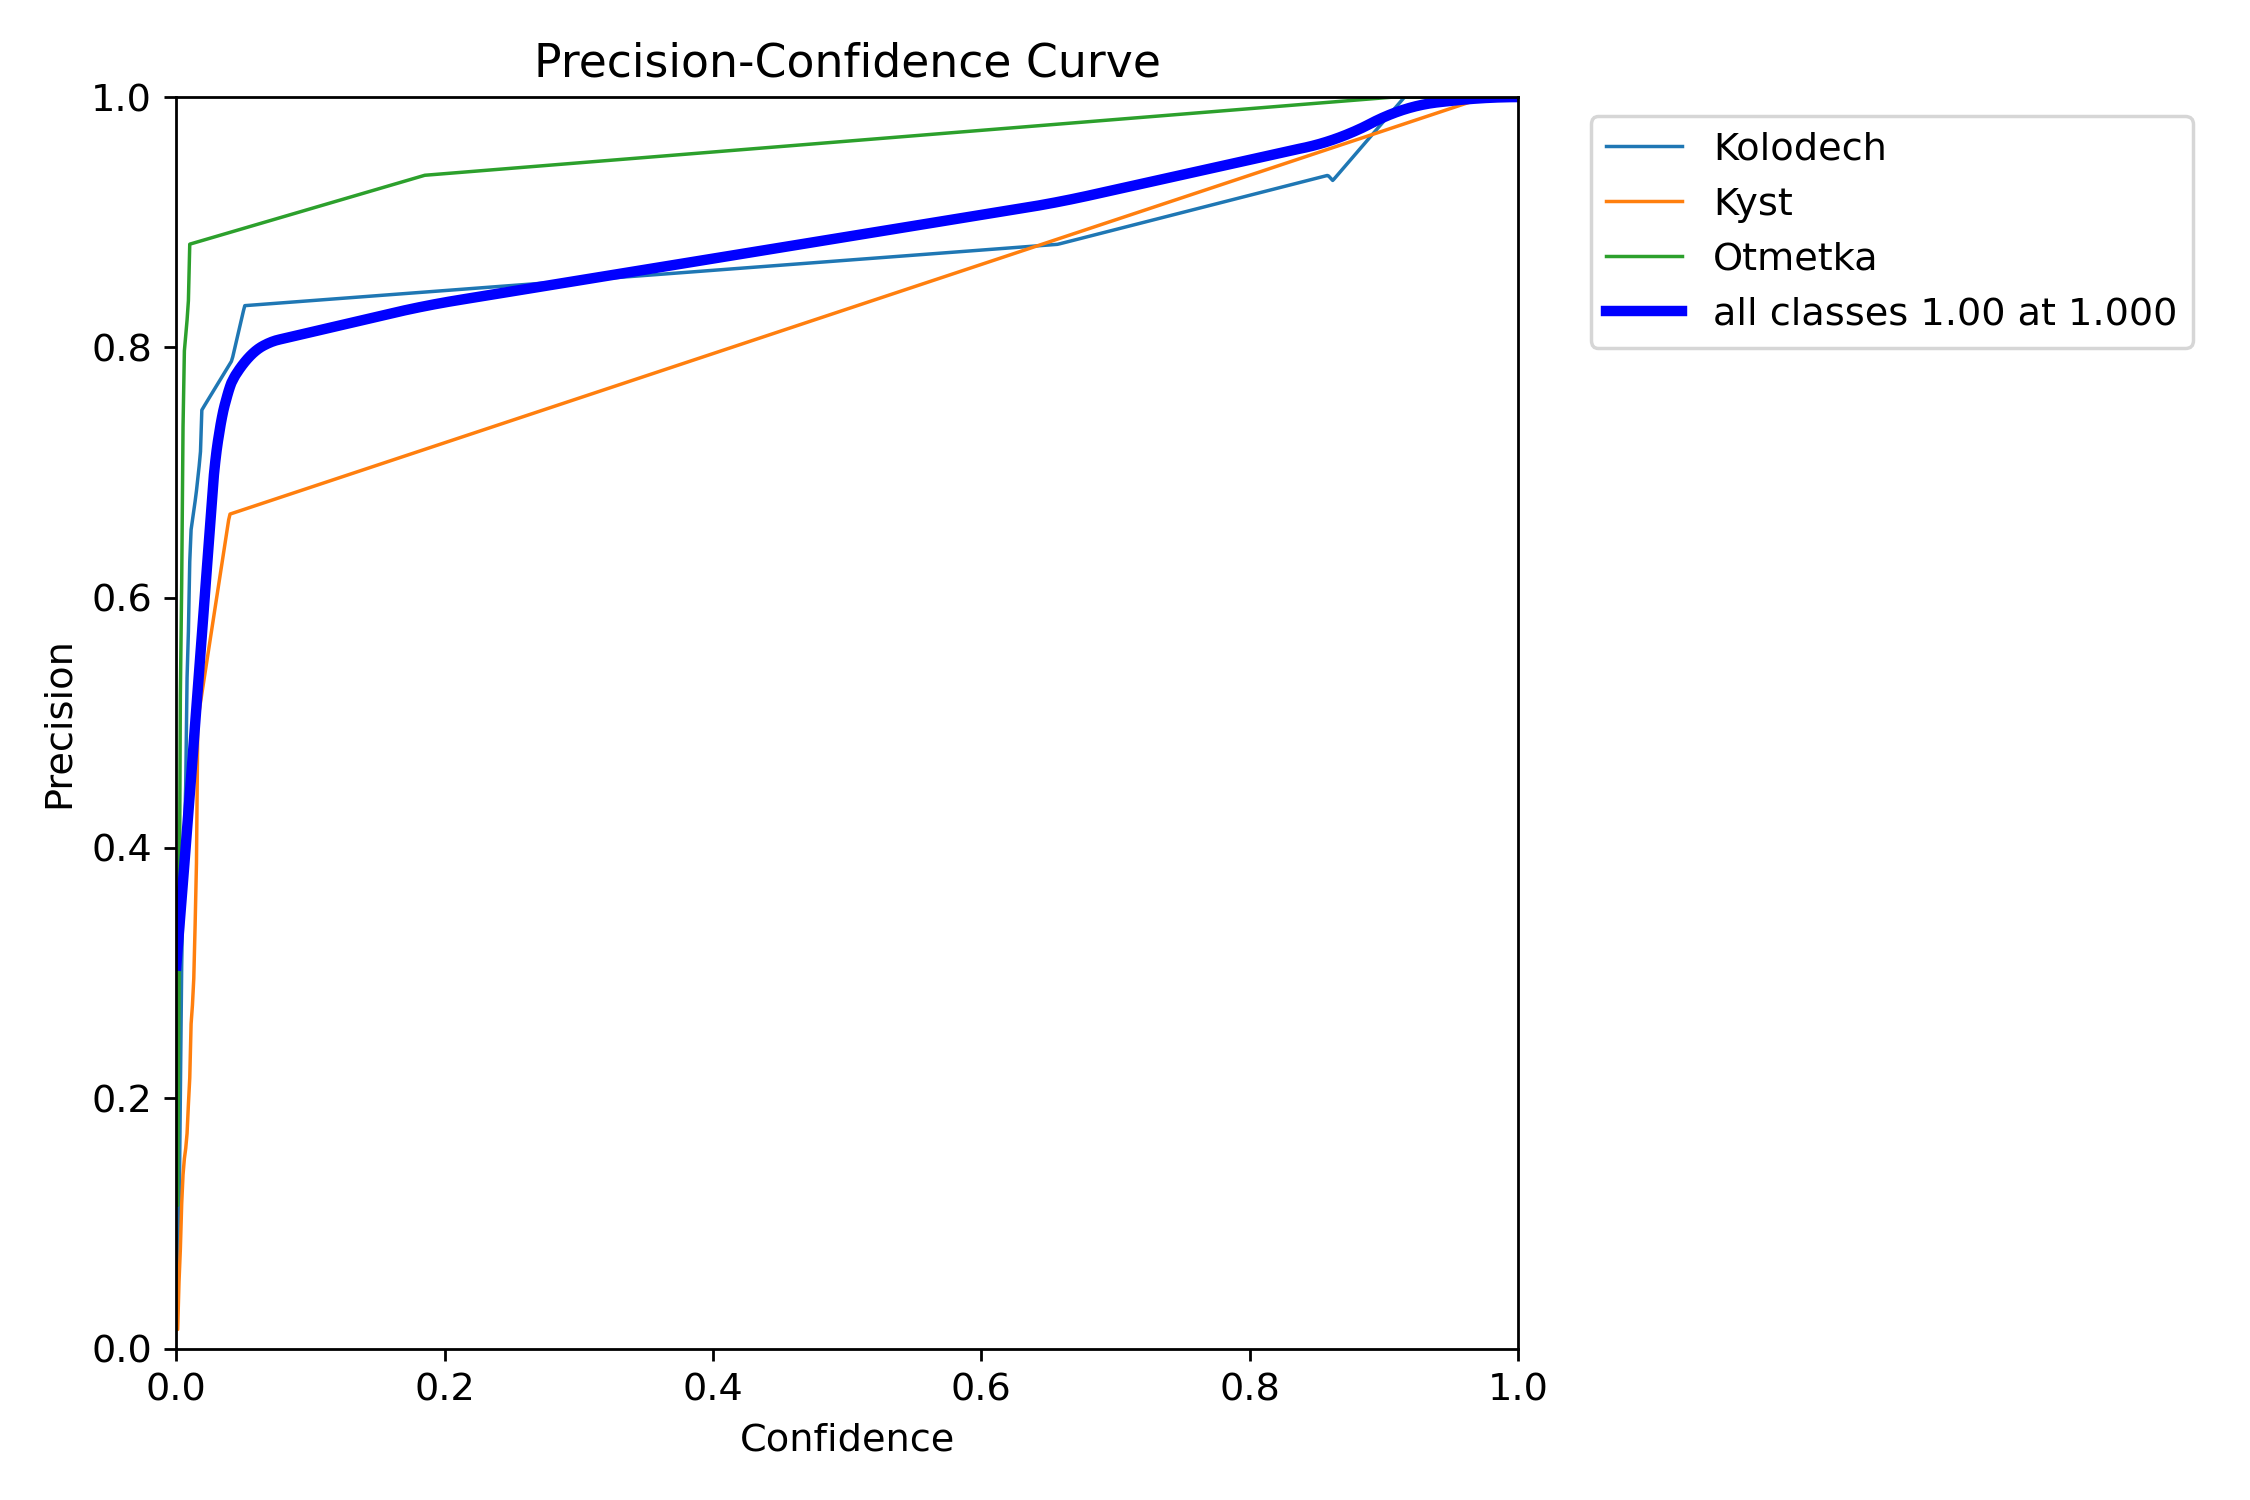 Precision-Confidence Curve
1.0
0.8
0.6
0.4
0.2
0.0
Precision
0.0 0.2 0.4 0.6 0.8 1.0
Confidence
Kolodech
Kyst
Otmetka
all classes 1.00 at 1.000